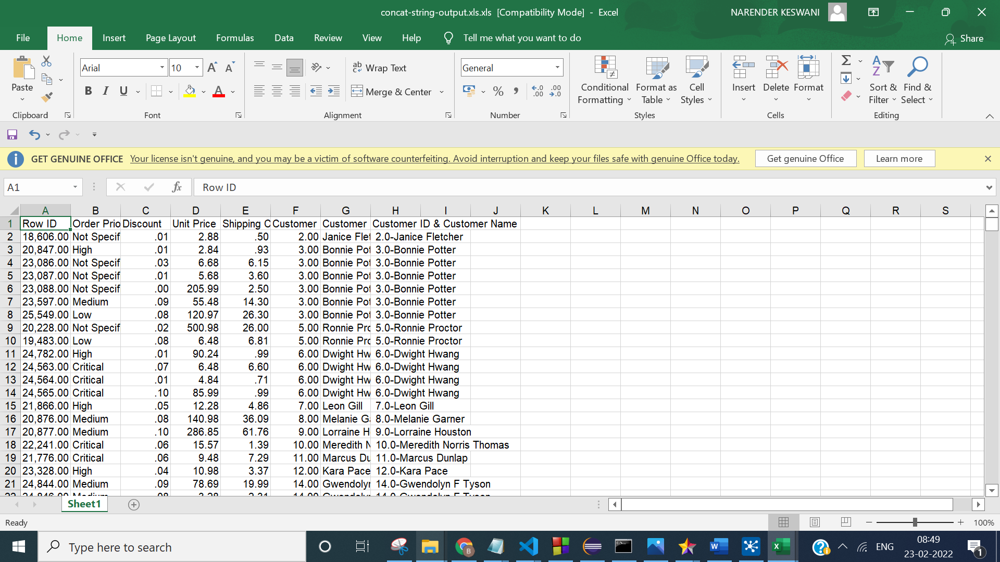 concat-string-output.xls.xls [Compatibility Mode] - Excel
NARENDER KESWANI
File Home Insert Page Layout Formulas Data Review View Help Tell me what you want to do Share
Paste
Clipboard
Arial 10
B I U
Font
Wrap Text
Merge & Center
Alignment
General
Number
Conditional Formatting
Format as Table
Cell Styles
Styles
Insert Delete Format
Cells
Sort & Filter
Find & Select
Editing
GET GENUINE OFFICE Your license isn't genuine, and you may be a victim of software counterfeiting. Avoid interruption and keep your files safe with genuine Office today. Get genuine Office Learn more
A1 fx Row ID
A B C D E F G H I J K L M N O P Q R S
1 Row ID Order Prio Discount Unit Price Shipping C Customer Customer Customer ID & Customer Name
2 18,606.00 Not Specif .01 2.88 .50 2.00 Janice Flet 2.0-Janice Fletcher
3 20,847.00 High .01 2.84 .93 3.00 Bonnie Pot 3.0-Bonnie Potter
4 23,086.00 Not Specif .03 6.68 6.15 3.00 Bonnie Pot 3.0-Bonnie Potter
5 23,087.00 Not Specif .01 5.68 3.60 3.00 Bonnie Pot 3.0-Bonnie Potter
6 23,088.00 Not Specif .00 205.99 2.50 3.00 Bonnie Pot 3.0-Bonnie Potter
7 23,597.00 Medium .09 55.48 14.30 3.00 Bonnie Pot 3.0-Bonnie Potter
8 25,549.00 Low .08 120.97 26.30 3.00 Bonnie Pot 3.0-Bonnie Potter
9 20,228.00 Not Specif .02 500.98 26.00 5.00 Ronnie Pro 5.0-Ronnie Proctor
10 19,483.00 Low .08 6.48 6.81 5.00 Ronnie Pro 5.0-Ronnie Proctor
11 24,782.00 High .01 90.24 .99 6.00 Dwight Hw 6.0-Dwight Hwang
12 24,563.00 Critical .07 6.48 6.60 6.00 Dwight Hw 6.0-Dwight Hwang
13 24,564.00 Critical .01 4.84 .71 6.00 Dwight Hw 6.0-Dwight Hwang
14 24,565.00 Critical .10 85.99 .99 6.00 Dwight Hw 6.0-Dwight Hwang
15 21,866.00 High .05 12.28 4.86 7.00 Leon Gill 7.0-Leon Gill
16 20,876.00 Medium .08 140.98 36.09 8.00 Melanie Ga 8.0-Melanie Garner
17 20,877.00 Medium .10 286.85 61.76 9.00 Lorraine H 9.0-Lorraine Houston
18 22,241.00 Critical .06 15.57 1.39 10.00 Meredith N 10.0-Meredith Norris Thomas
19 21,776.00 Critical .06 9.48 7.29 11.00 Marcus Du 11.0-Marcus Dunlap
20 23,328.00 High .04 10.98 3.37 12.00 Kara Pace 12.0-Kara Pace
21 24,844.00 Medium .09 78.69 19.99 14.00 Gwendolyn 14.0-Gwendolyn F Tyson
Sheet1
Ready 100%
Type here to search
ENG
08:49
23-02-2022
1